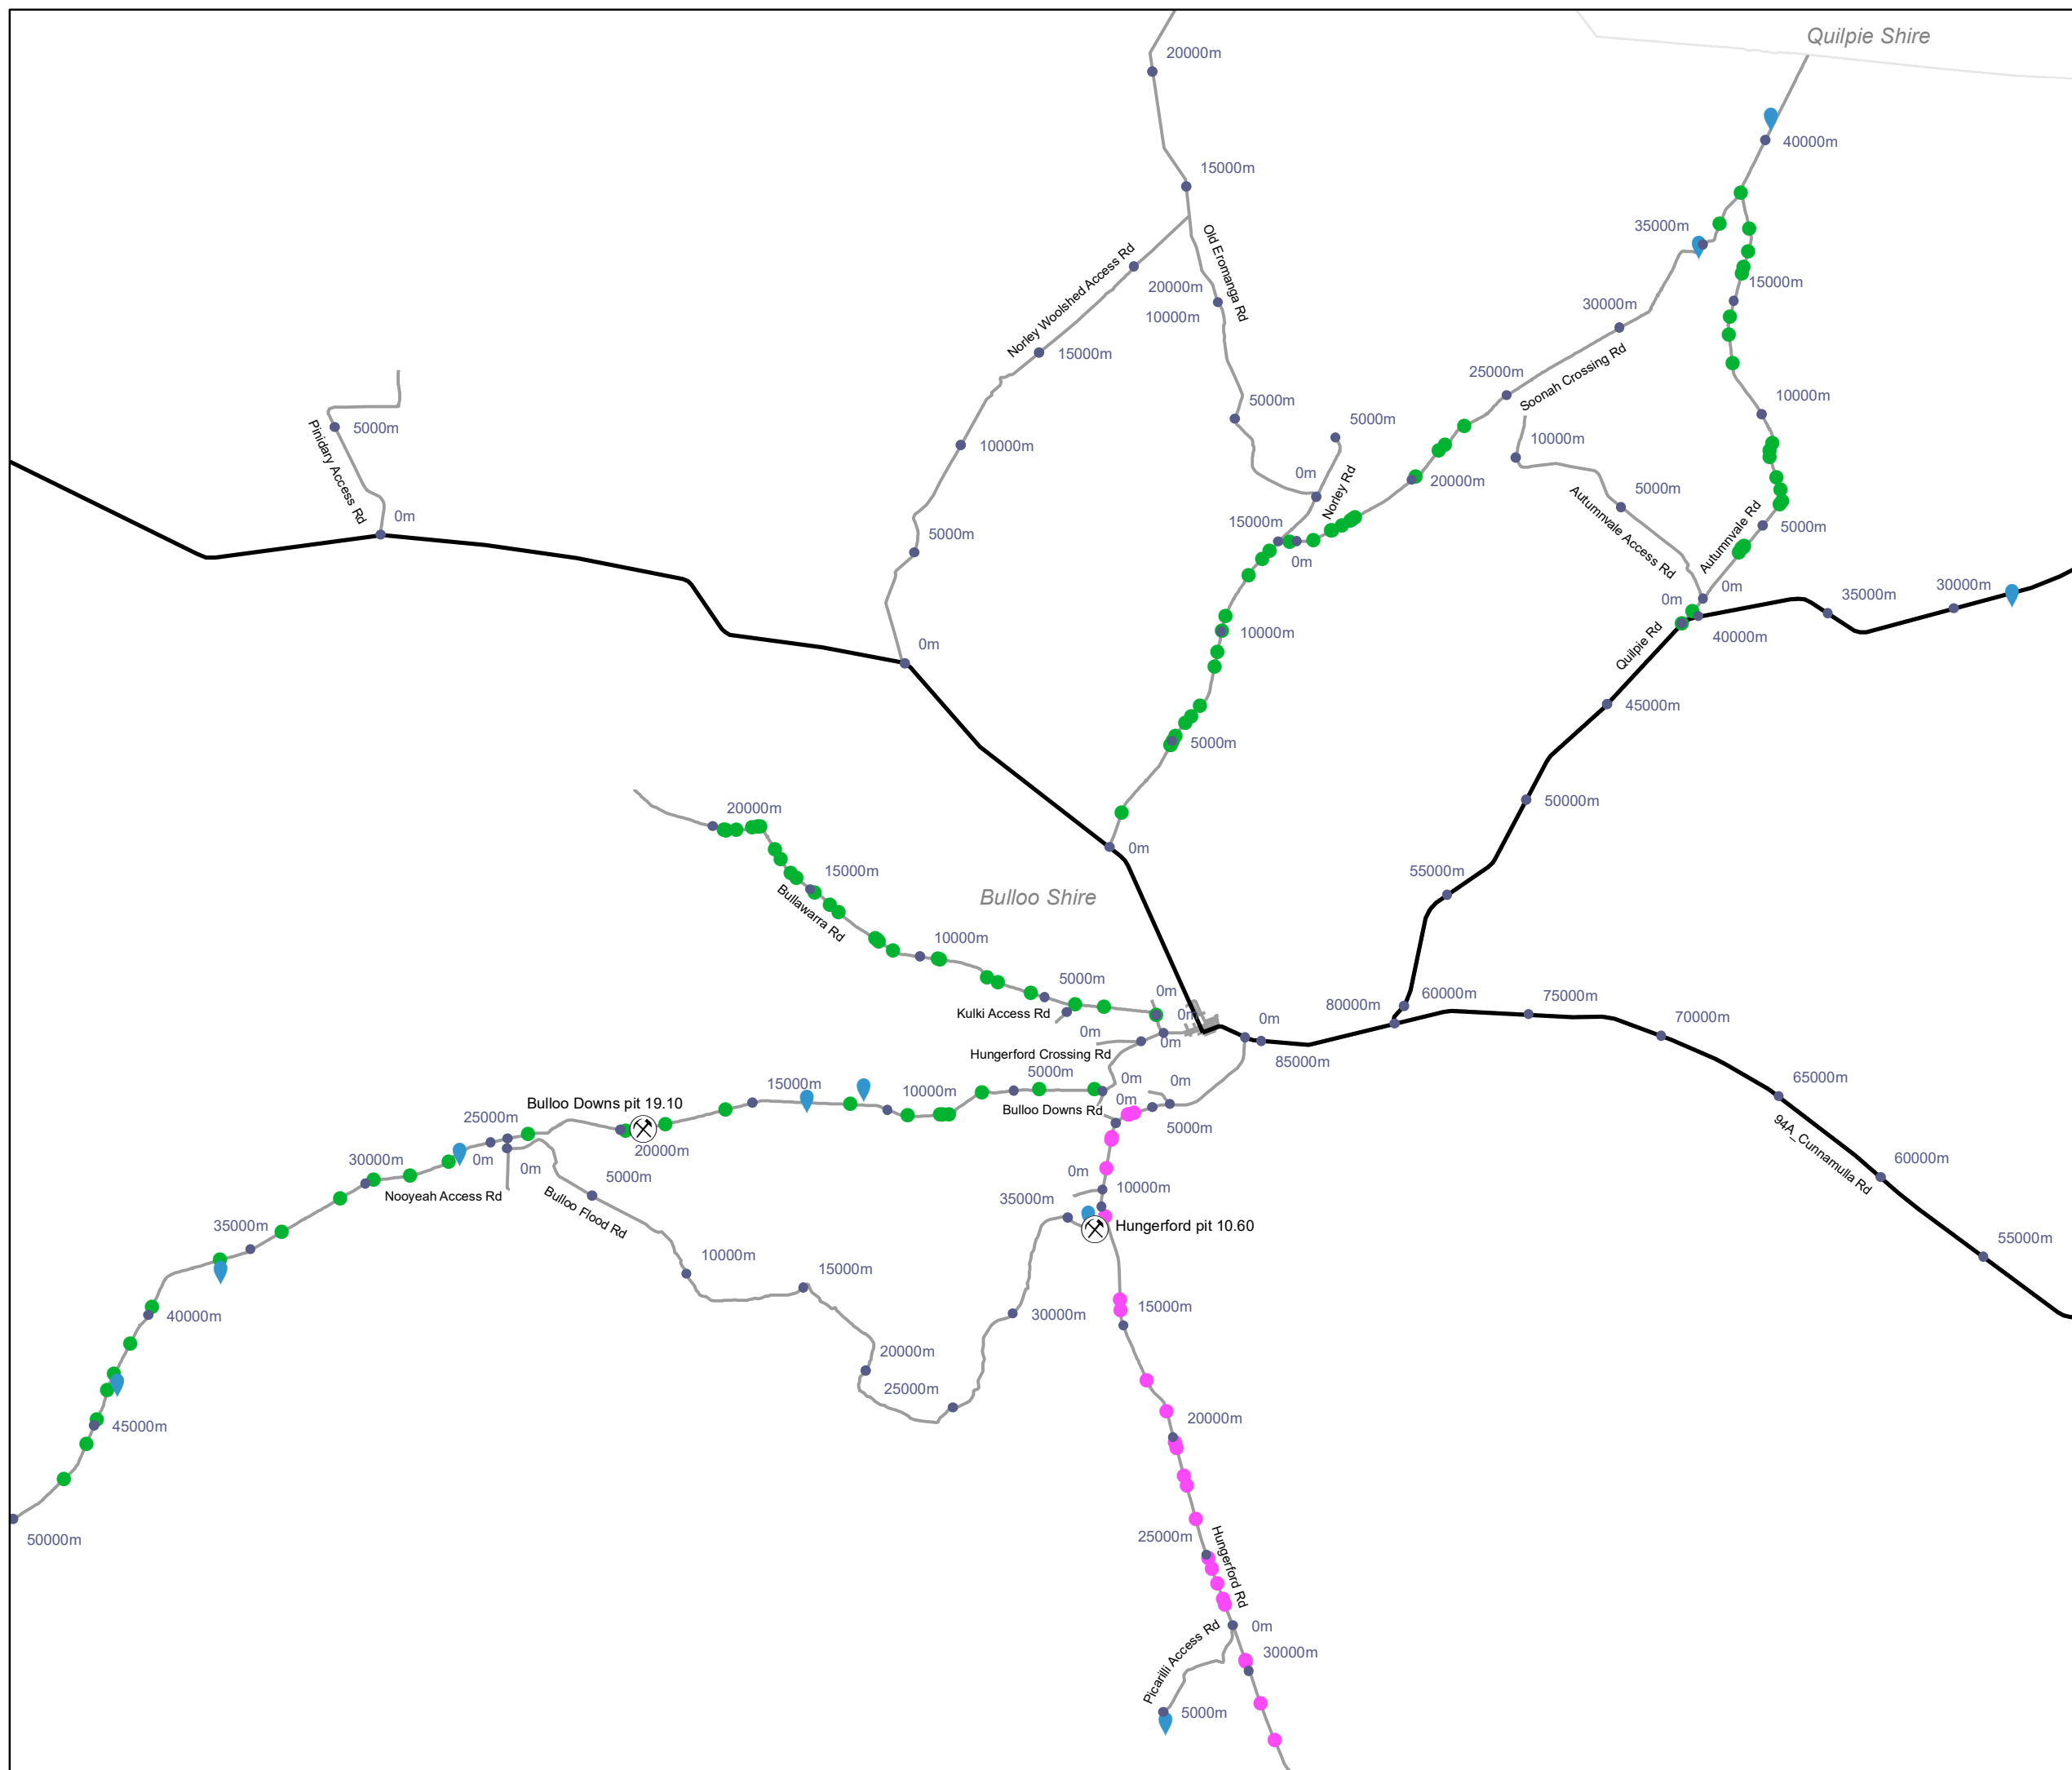 Quilpie Shire
20000m
40000m
15000m
35000m
Old Eromanga Rd
Norley Woolshed Access Rd
20000m
15000m
10000m
30000m
15000m
Soonah Crossing Rd
25000m
10000m
5000m
5000m
Pinidary Access Rd
5000m
10000m
10000m
0m
20000m
Norley Rd
5000m
Autumnvale Access Rd
0m
15000m
5000m
Autumnvale Rd
5000m
0m
0m
30000m
35000m
0m
10000m
40000m
Quilpie Rd
0m
45000m
5000m
50000m
20000m
0m
55000m
15000m
Bullawarra Rd
Bulloo Shire
10000m
5000m
0m
60000m
75000m
80000m
Kulki Access Rd
0m
0m
70000m
0m
0m
85000m
Hungerford Crossing Rd
5000m
0m
0m
65000m
15000m
10000m
0m
Bulloo Downs pit 19.10
Bulloo Downs Rd
25000m
5000m
94A_Cunnamulla Rd
20000m
30000m
0m
0m
5000m
0m
10000m
60000m
Nooyeah Access Rd
Bulloo Flood Rd
35000m
35000m
Hungerford pit 10.60
55000m
10000m
15000m
40000m
30000m
15000m
20000m
25000m
20000m
45000m
50000m
25000m
Hungerford Rd
0m
Picarilli Access Rd
30000m
5000m